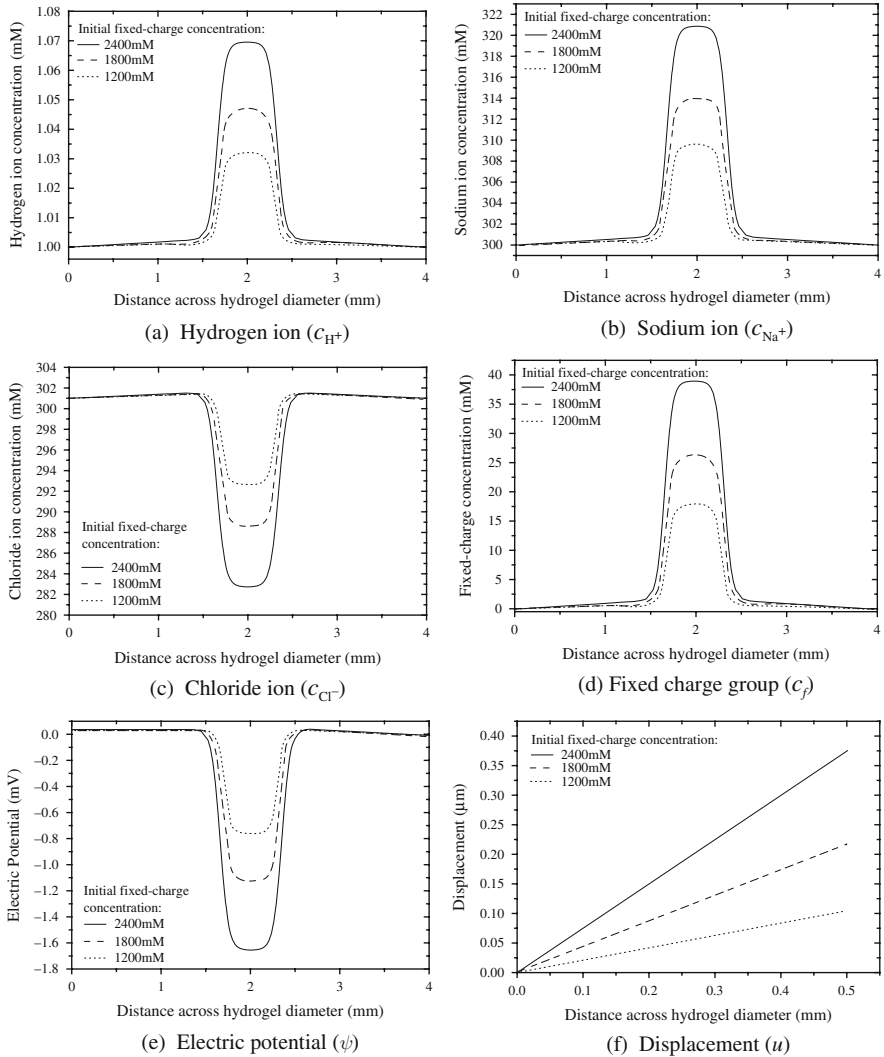 Initial fixed-charge concentration:
2400mM
1800mM
1200mM
1.08
1.07
1.06
1.05
1.04
1.03
1.02
1.01
1.00
Hydrogen ion concentration (mM)
0 1 2 3 4
Distance across hydrogel diameter (mm)
(a) Hydrogen ion (cH+)
Initial fixed-charge concentration:
2400mM
1800mM
1200mM
322
320
318
316
314
312
310
308
306
304
302
300
Sodium ion concentration (mM)
0 1 2 3 4
Distance across hydrogel diameter (mm)
(b) Sodium ion (cNa+)
304
302
300
298
296
294
292
290
288
286
284
282
280
Chloride ion concentration (mM)
Initial fixed-charge
concentration:
2400mM
1800mM
1200mM
0 1 2 3 4
Distance across hydrogel diameter (mm)
(c) Chloride ion (cCl−)
Initial fixed-charge concentration:
2400mM
1800mM
1200mM
40
35
30
25
20
15
10
5
0
Fixed-charge concentration (mM)
0 1 2 3 4
Distance across hydrogel diameter (mm)
(d) Fixed charge group (cf)
0.0
−0.2
−0.4
−0.6
−0.8
−1.0
−1.2
−1.4
−1.6
−1.8
Electric Potential (mV)
Initial fixed-charge
concentration:
2400mM
1800mM
1200mM
0 1 2 3 4
Distance across hydrogel diameter (mm)
(e) Electric potential (ψ)
Initial fixed-charge concentration:
2400mM
1800mM
1200mM
0.40
0.35
0.30
0.25
0.20
0.15
0.10
0.05
0.00
Displacement (μm)
0.0 0.1 0.2 0.3 0.4 0.5
Distance across hydrogel diameter (mm)
(f) Displacement (u)